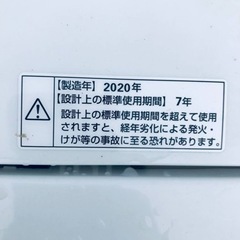 【製造年】2020年
【設計上の標準使用期間】7年
設計上の標準使用期間を超えて使用
されますと、経年劣化による発火・
けが等の事故に至る恐れがあります。